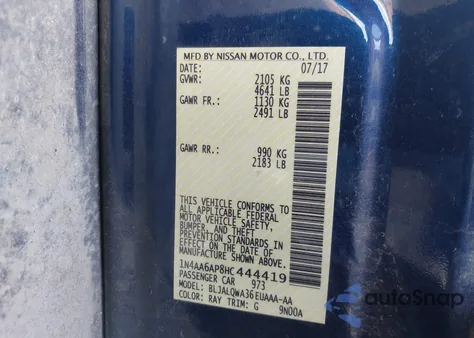 MFD BY NISSAN MOTOR CO., LTD.
DATE: 07/17
GVWR: 2105 KG
4641 LB
GAWR FR.: 1130 KG
2491 LB
GAWR RR.: 990 KG
2183 LB
THIS VEHICLE CONFORMS TO
ALL APPLICABLE FEDERAL
MOTOR VEHICLE SAFETY,
BUMPER, AND THEFT
PREVENTION STANDARDS IN
EFFECT ON THE DATE OF
MANUFACTURE SHOWN ABOVE.
1N4AA6AP8HC444419
PASSENGER CAR 973
MODEL: BLJALQWA36EUAAA-AA
COLOR: RAY TRIM: G 9N00A
autoSnap